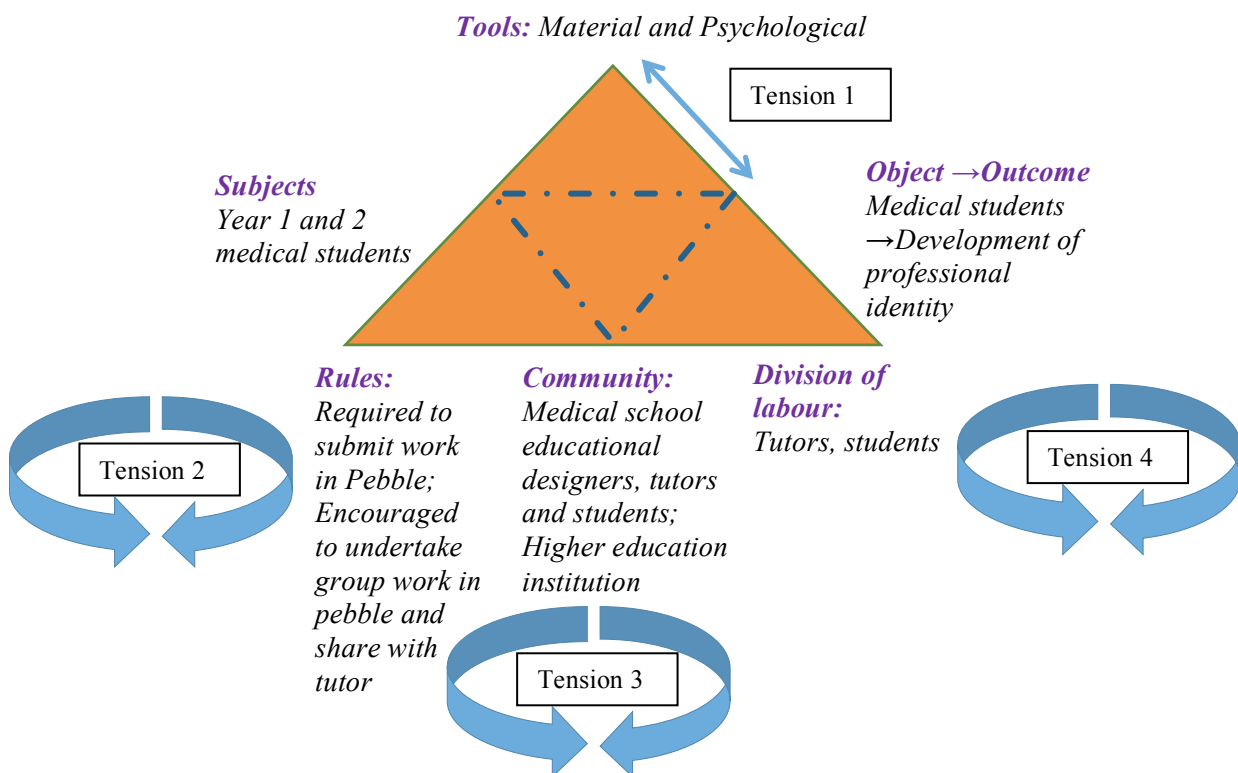 Tools: Material and Psychological
Tension 1
Subjects
Year 1 and 2
medical students
Object →Outcome
Medical students
→Development of
professional
identity
Rules:
Required to
submit work
in Pebble;
Encouraged
to undertake
group work in
pebble and
share with
tutor
Community:
Medical school
educational
designers, tutors
and students;
Higher education
institution
Division of
labour:
Tutors, students
Tension 2
Tension 3
Tension 4